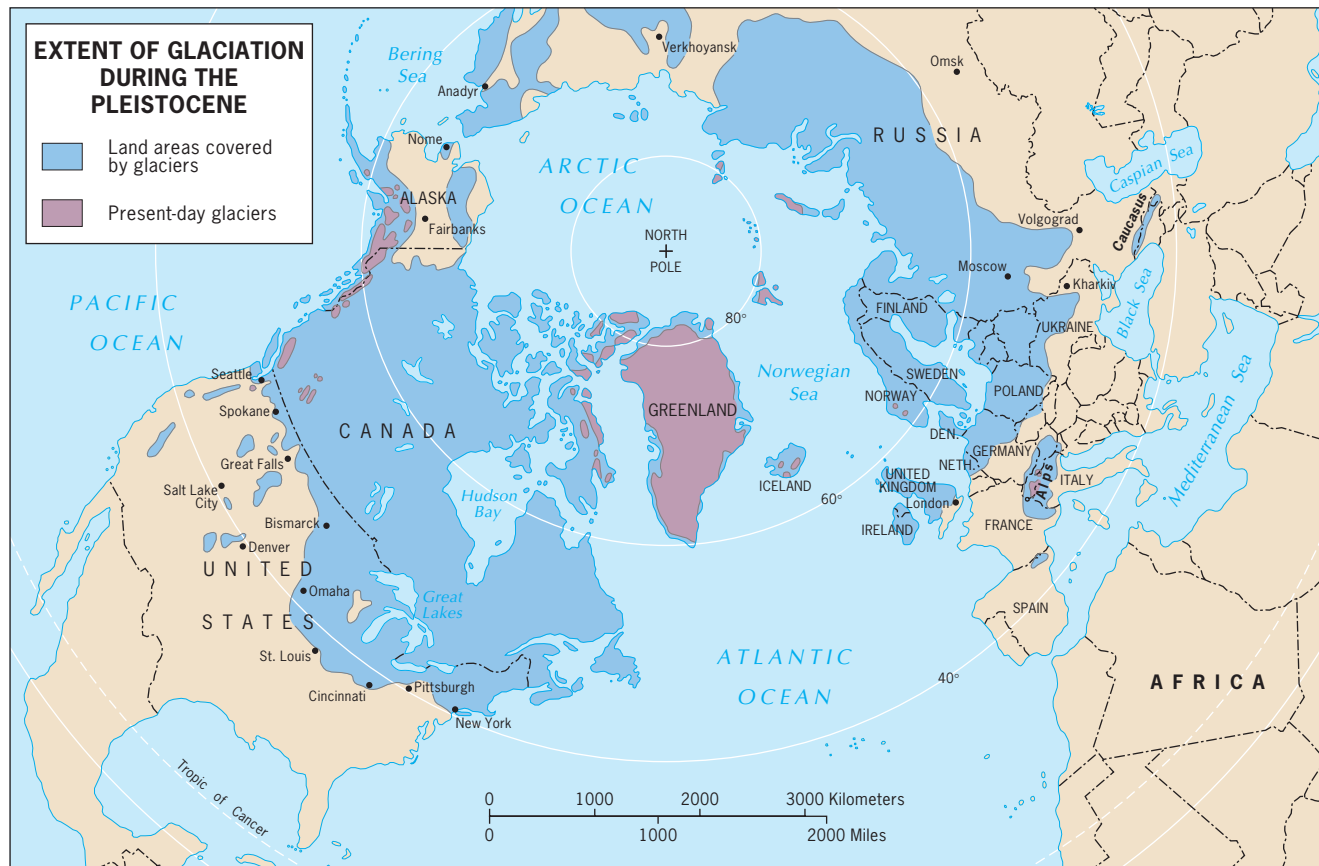 EXTENT OF GLACIATION
DURING THE
PLEISTOCENE
Land areas covered
by glaciers
Present-day glaciers
Bering
Sea
Anadyr
Verkhoyansk
Omsk
Nome
ALASKA
Fairbanks
ARCTIC
OCEAN
NORTH
POLE
80°
RUSSIA
Caspian Sea
Volgograd
Caucasus
Moscow
Kharkiv
Black Sea
PACIFIC
OCEAN
FINLAND
UKRAINE
SWEDEN
NORWAY
POLAND
Norwegian
Sea
GREENLAND
DEN.
GERMANY
NETH.
Alps
ITALY
Mediterranean Sea
UNITED
KINGDOM
London
IRELAND
FRANCE
SPAIN
ICELAND
60°
Seattle
Spokane
CANADA
Great Falls
Salt Lake
City
Hudson
Bay
Bismarck
Denver
UNITED
STATES
Omaha
Great
Lakes
St. Louis
Cincinnati
Pittsburgh
New York
ATLANTIC
OCEAN
40°
AFRICA
Tropic of Cancer
0 1000 2000 3000 Kilometers
0 1000 2000 Miles